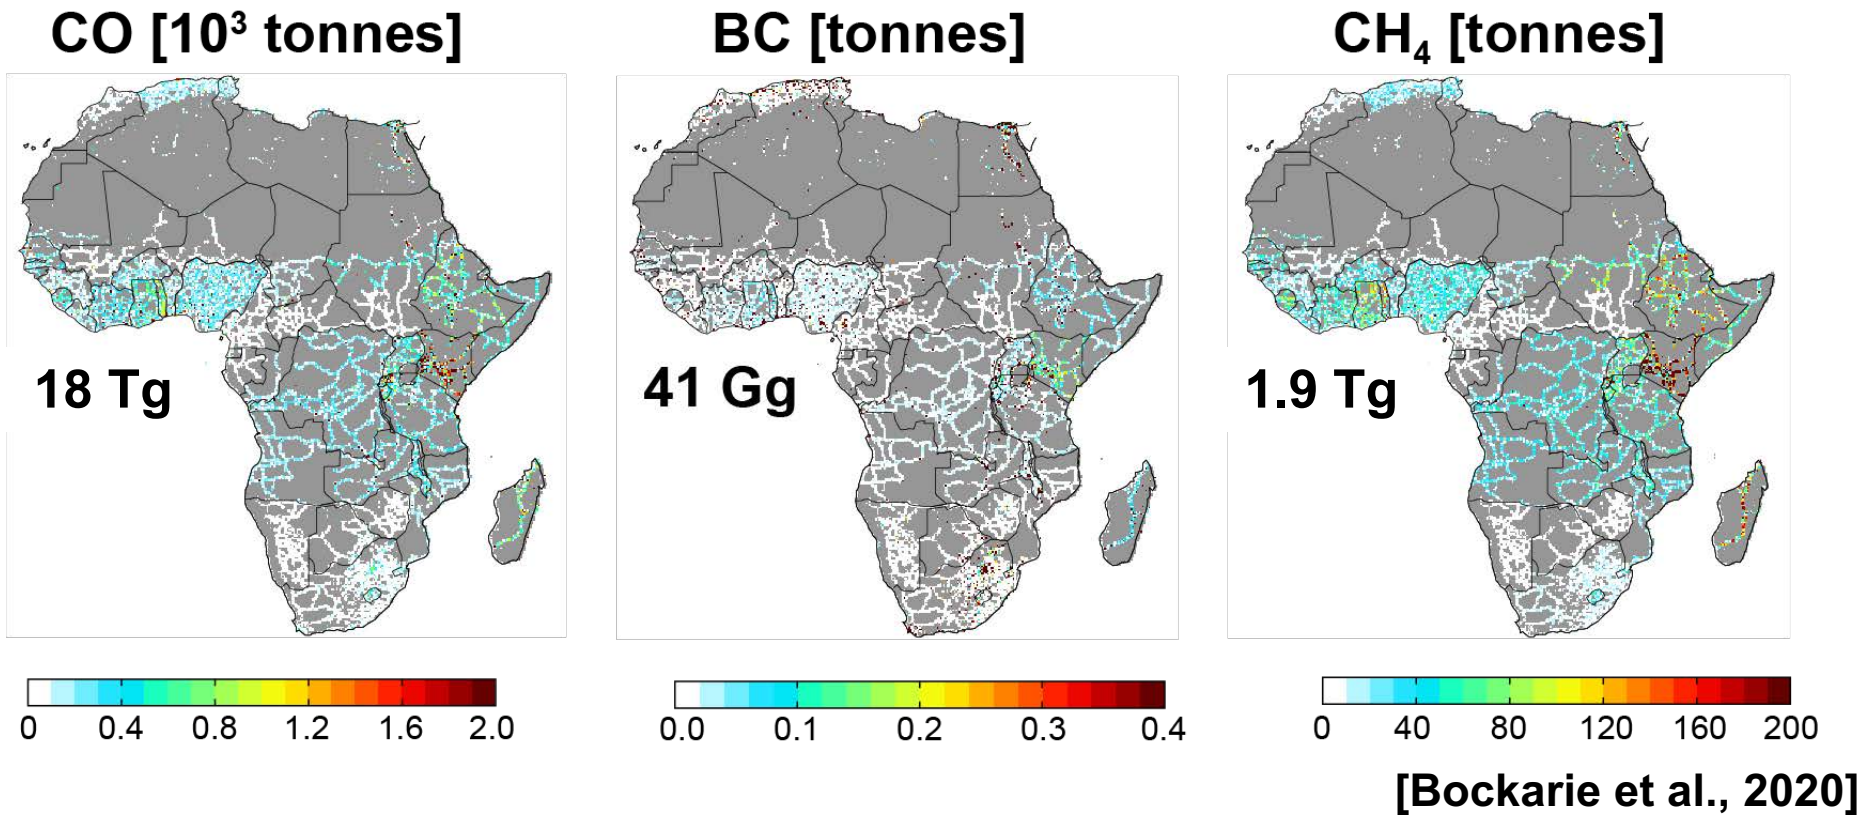 CO [10³ tonnes]
BC [tonnes]
CH₄ [tonnes]
18 Tg
41 Gg
1.9 Tg
0 0.4 0.8 1.2 1.6 2.0
0.0 0.1 0.2 0.3 0.4
0 40 80 120 160 200
[Bockarie et al., 2020]